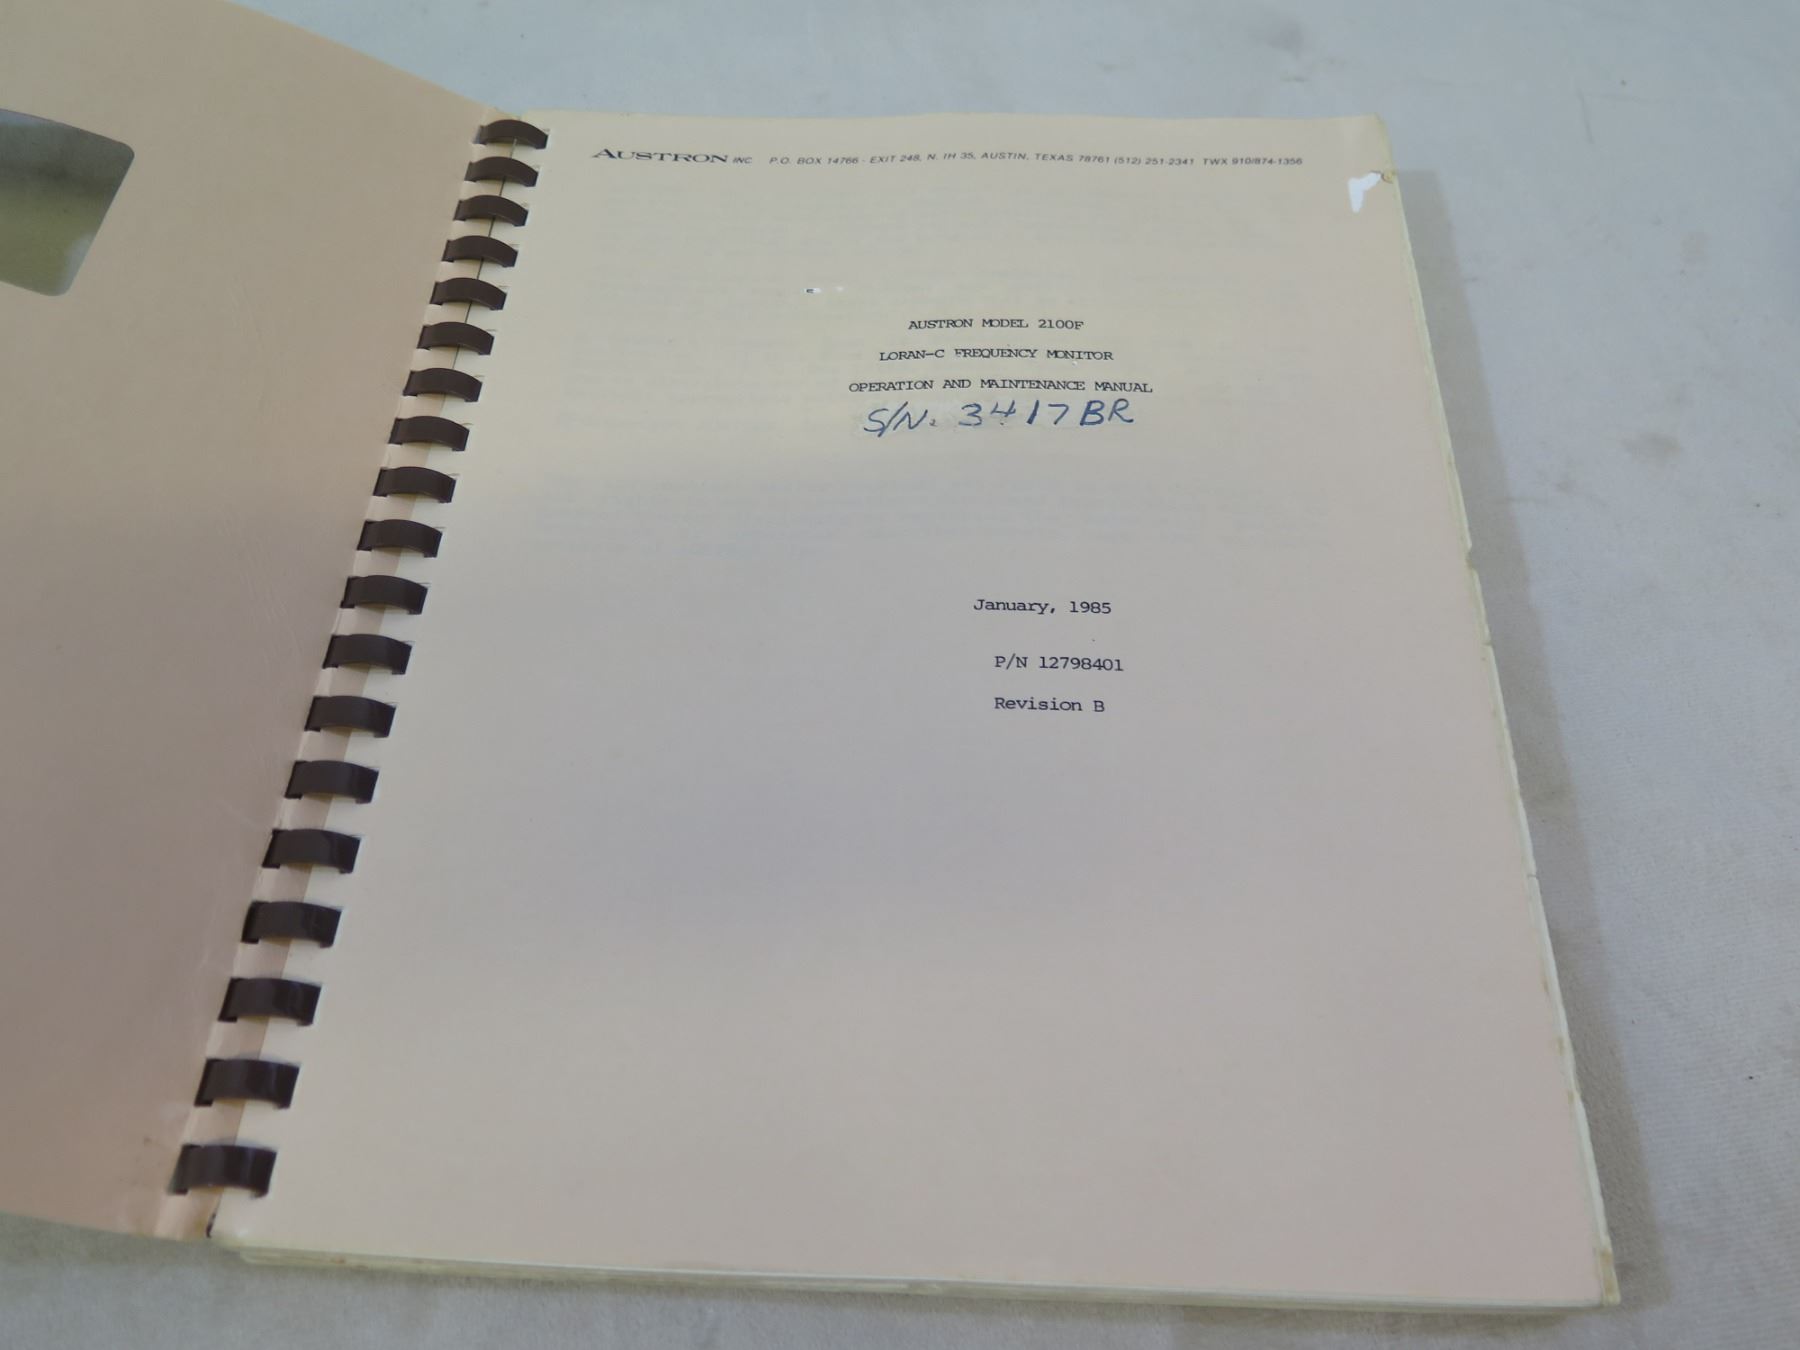 AUSTRON INC P.O. BOX 14766 - EXIT 248, N. IH 35, AUSTIN, TEXAS 78761 (512) 251-2341 TWX 910/874-1356
AUSTRON MODEL 2100F
LORAN-C FREQUENCY MONITOR
OPERATION AND MAINTENANCE MANUAL
S/N. 3417BR
January, 1985
P/N 12798401
Revision B